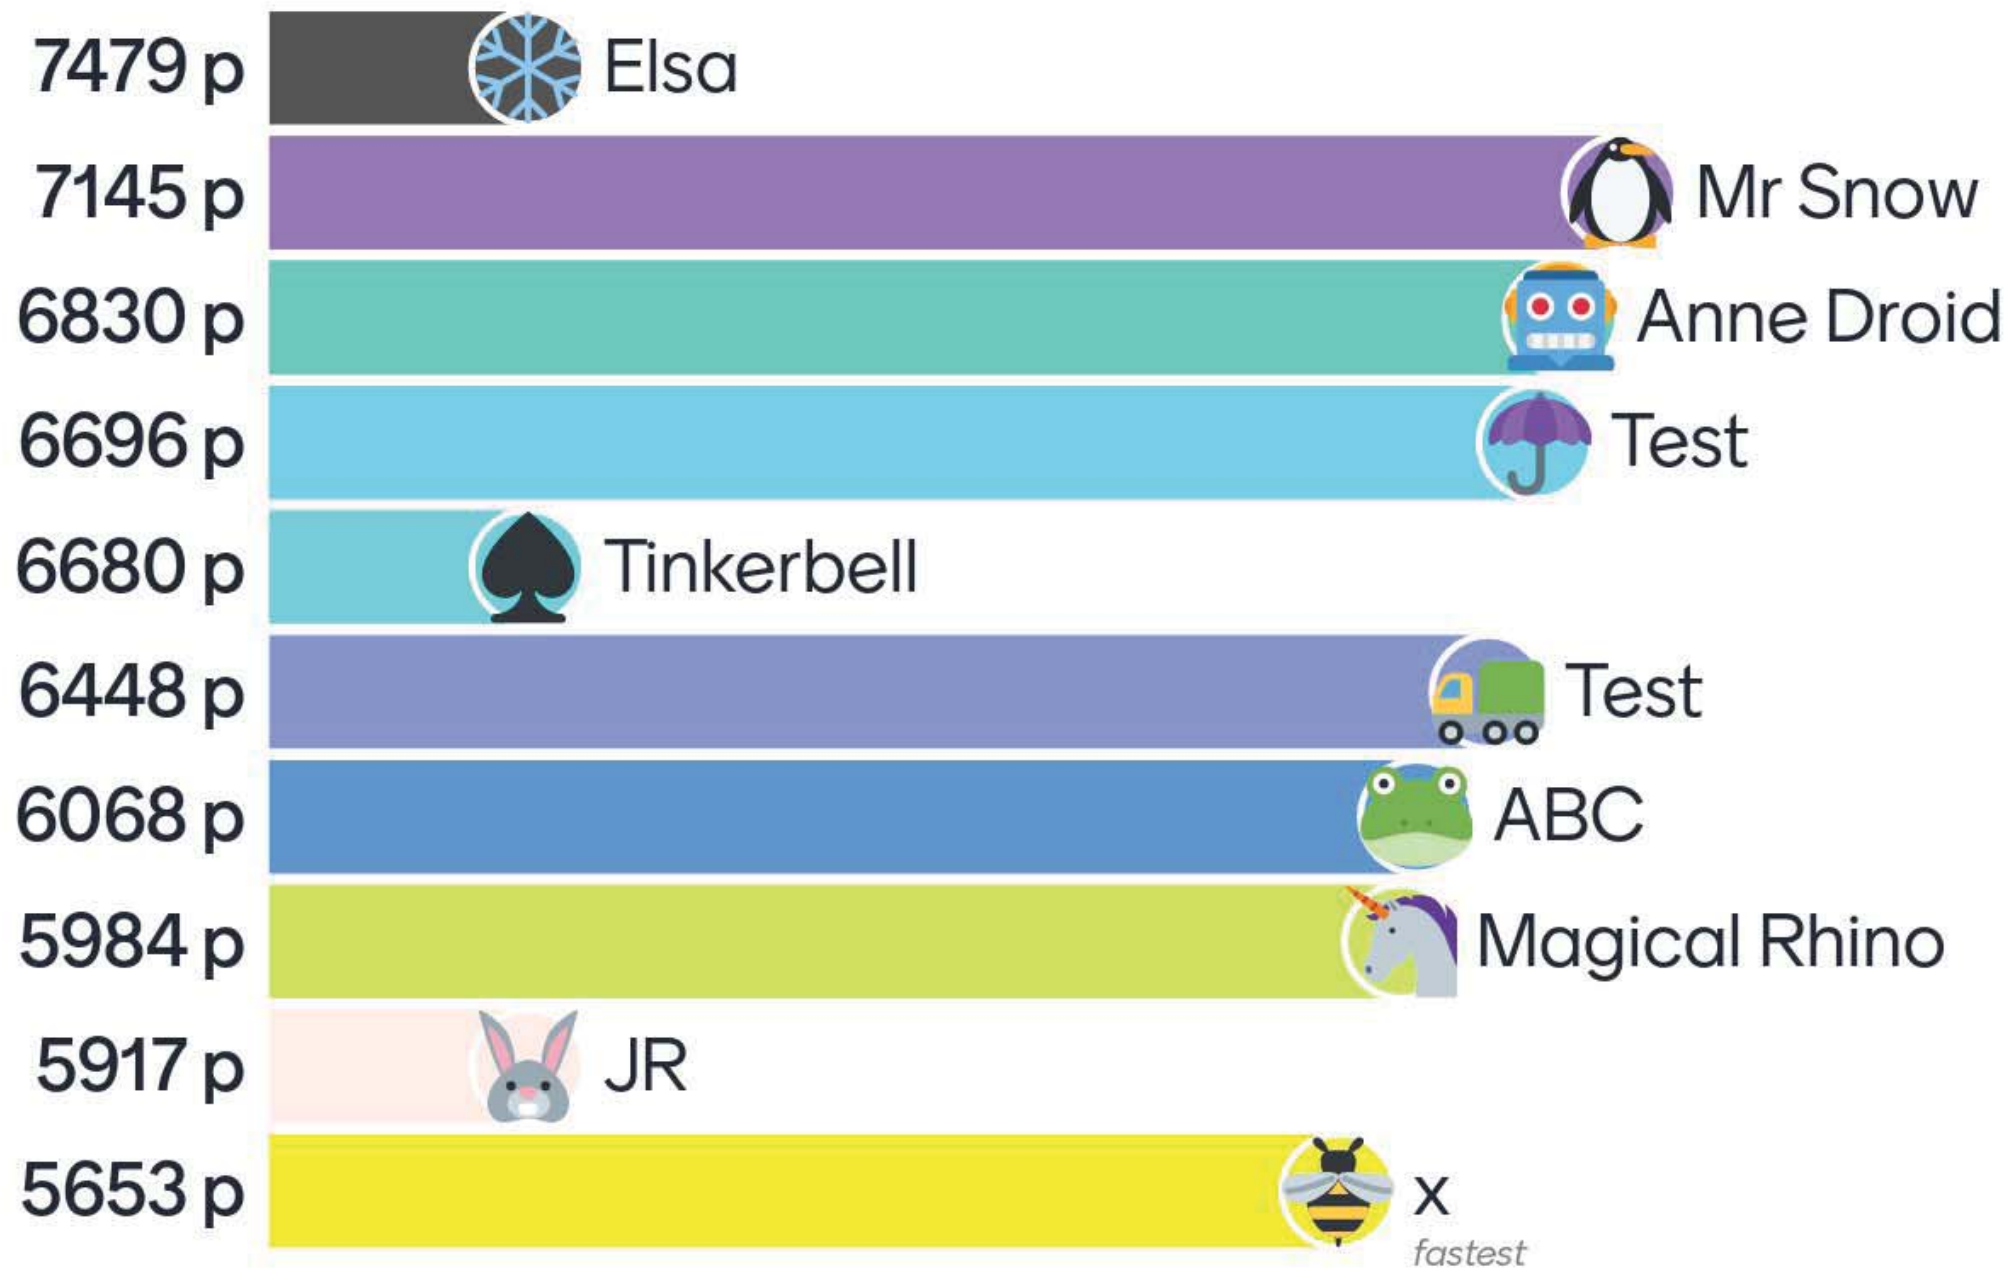 7479 p Elsa
7145 p Mr Snow
6830 p Anne Droid
6696 p Test
6680 p Tinkerbell
6448 p Test
6068 p ABC
5984 p Magical Rhino
5917 p JR
5653 p x
fastest